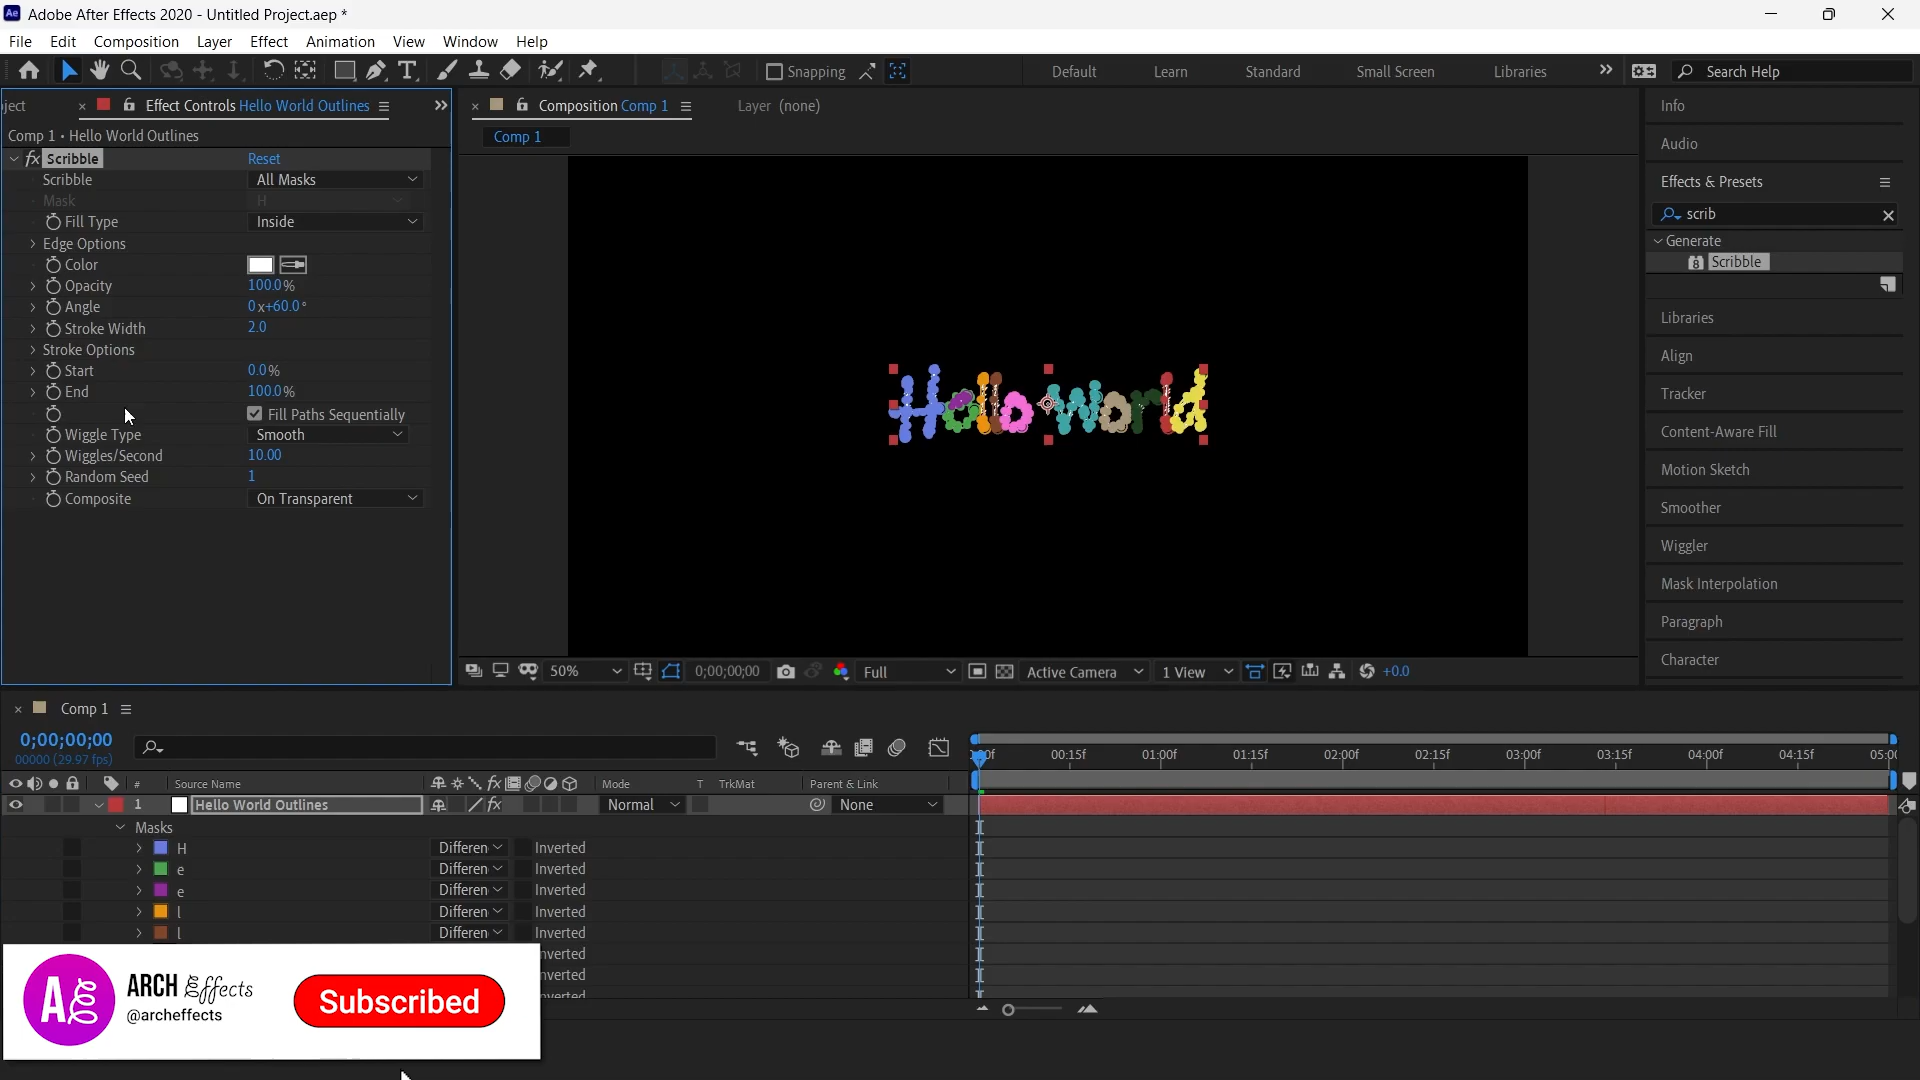 Ae Adobe After Effects 2020 - Untitled Project.aep *
File Edit Composition Layer Effect Animation View Window Help
Snapping Default Learn Standard Small Screen Libraries Search Help
ject Effect Controls Hello World Outlines
Comp 1 • Hello World Outlines
fx Scribble Reset
Scribble All Masks
Mask H
Fill Type Inside
Edge Options
Color
Opacity 100.0%
Angle 0 x+60.0 °
Stroke Width 2.0
Stroke Options
Start 0.0%
End 100.0%
Fill Paths Sequentially
Wiggle Type Smooth
Wiggles/Second 10.00
Random Seed 1
Composite On Transparent
Composition Comp 1 Layer (none)
Comp 1
Hello World
50% 0;00;00;00 Full Active Camera 1 View +0.0
Info
Audio
Effects & Presets
scrib
Generate
8 Scribble
Libraries
Align
Tracker
Content-Aware Fill
Motion Sketch
Smoother
Wiggler
Mask Interpolation
Paragraph
Character
Comp 1
0;00;00;00
00000 (29.97 fps)
:00f 00:15f 01:00f 01:15f 02:00f 02:15f 03:00f 03:15f 04:00f 04:15f 05:00
# Source Name fx Mode T TrkMat Parent & Link
1 Hello World Outlines fx Normal None
Masks
H Differen Inverted
e Differen Inverted
e Differen Inverted
l Differen Inverted
l Differen Inverted
nverted
nverted
nverted
AE ARCH Effects
@archeffects
Subscribed